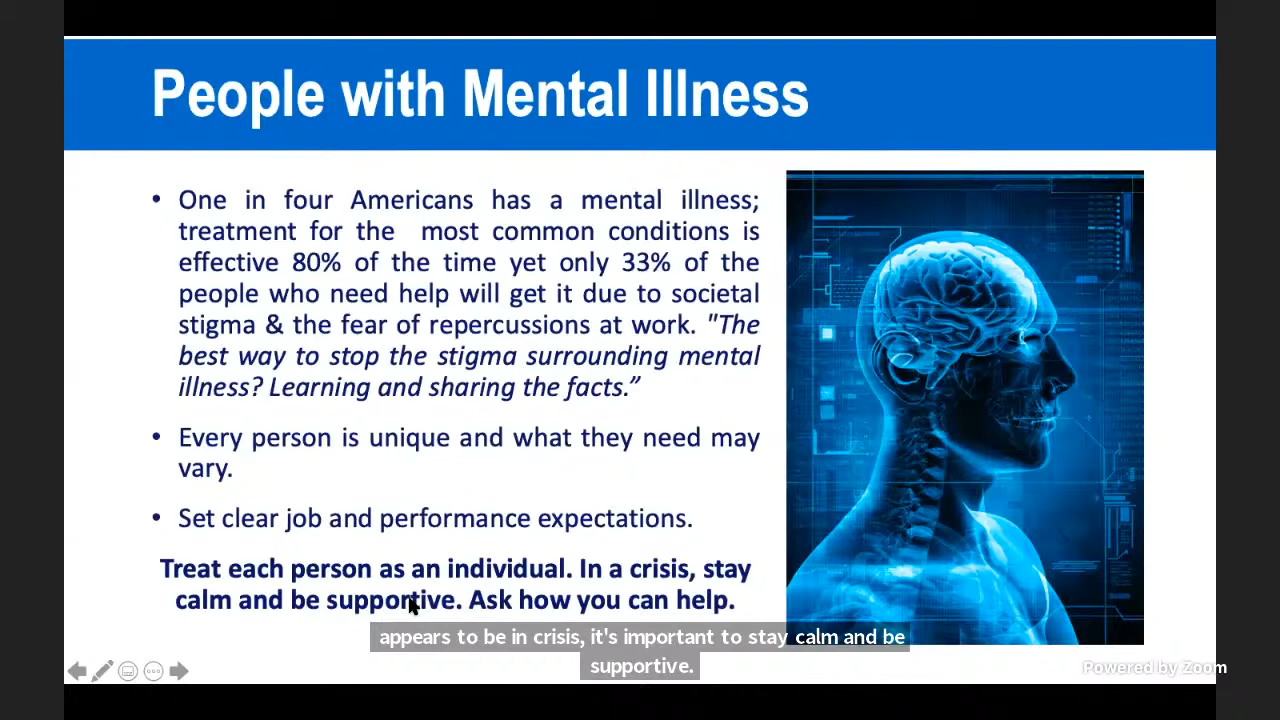 People with Mental Illness
• One in four Americans has a mental illness;
treatment for the most common conditions is
effective 80% of the time yet only 33% of the
people who need help will get it due to societal
stigma & the fear of repercussions at work. "The
best way to stop the stigma surrounding mental
illness? Learning and sharing the facts.”
• Every person is unique and what they need may
vary.
• Set clear job and performance expectations.
Treat each person as an individual. In a crisis, stay
calm and be supportive. Ask how you can help.
appears to be in crisis, it's important to stay calm and be
supportive.
Powered by Zoom